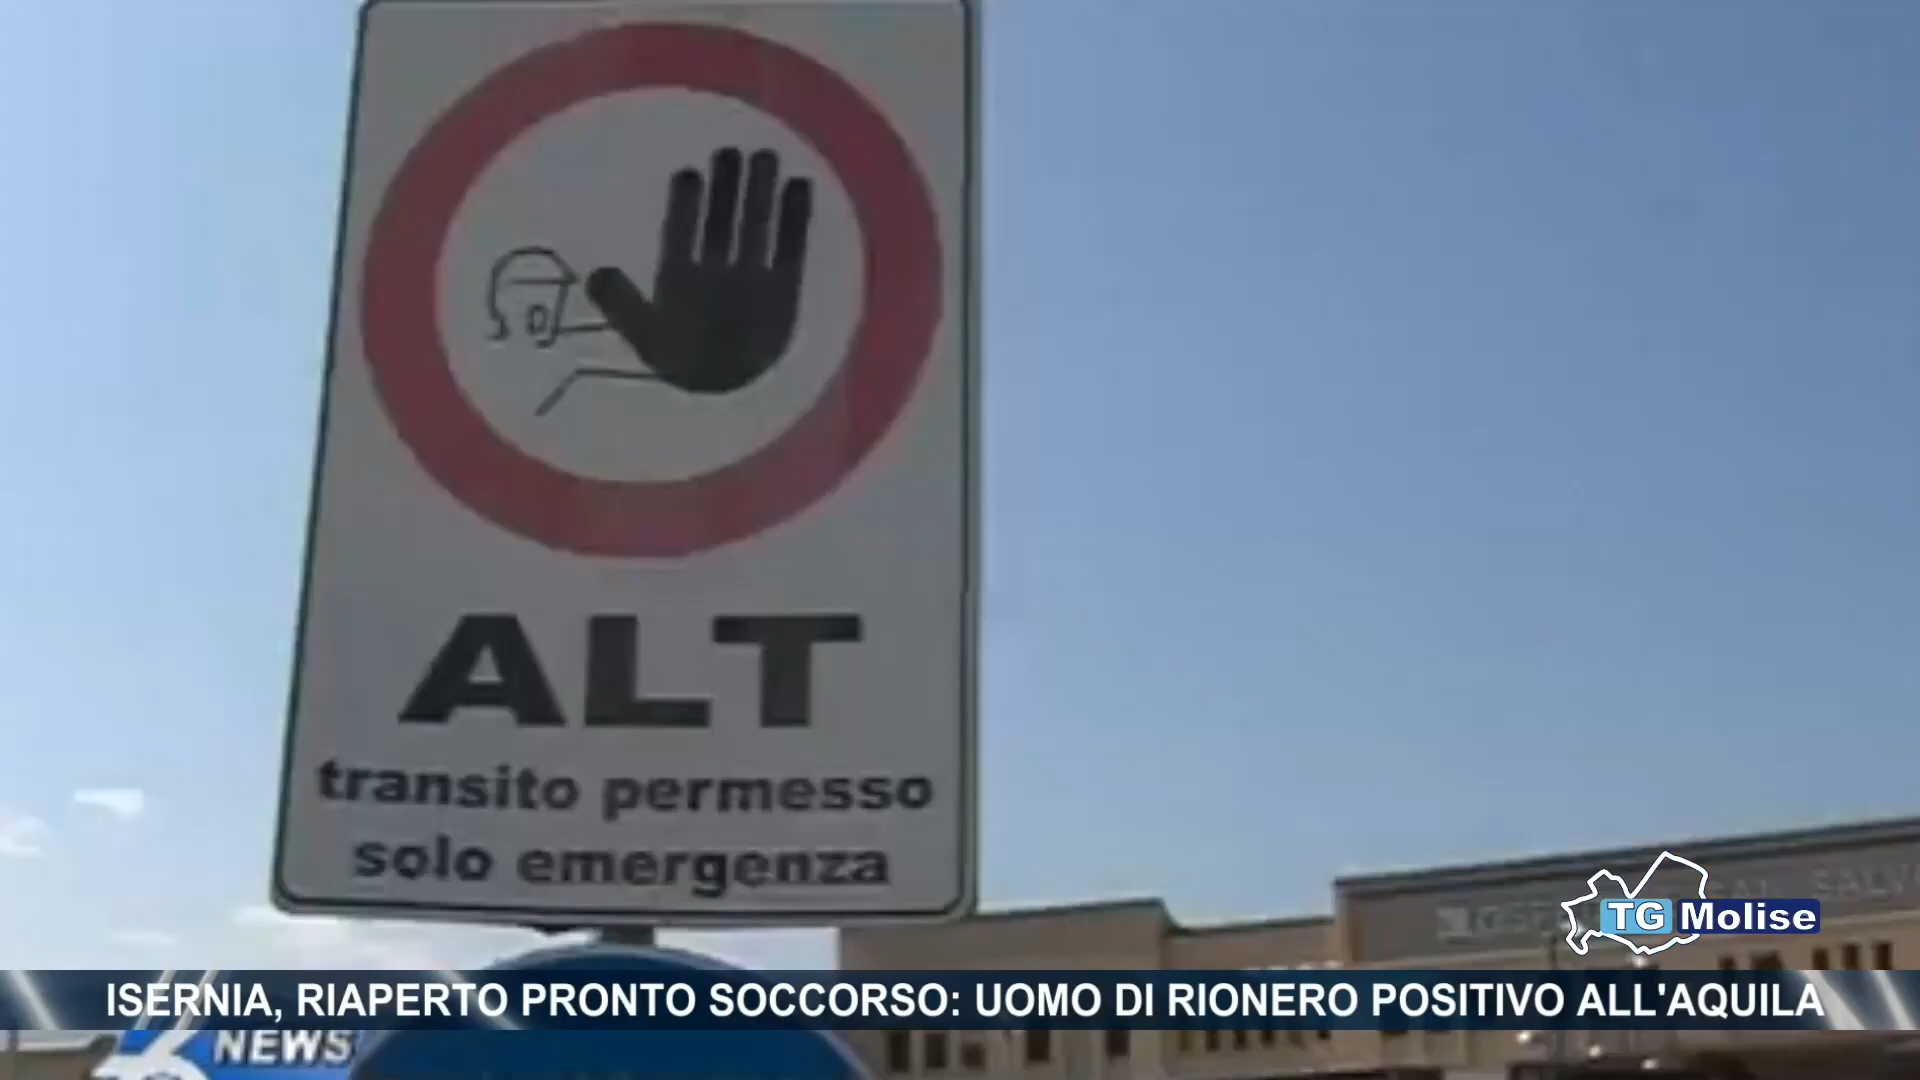 ALT
transito permesso
solo emergenza
TG Molise
ISERNIA, RIAPERTO PRONTO SOCCORSO: UOMO DI RIONERO POSITIVO ALL'AQUILA
NEWS